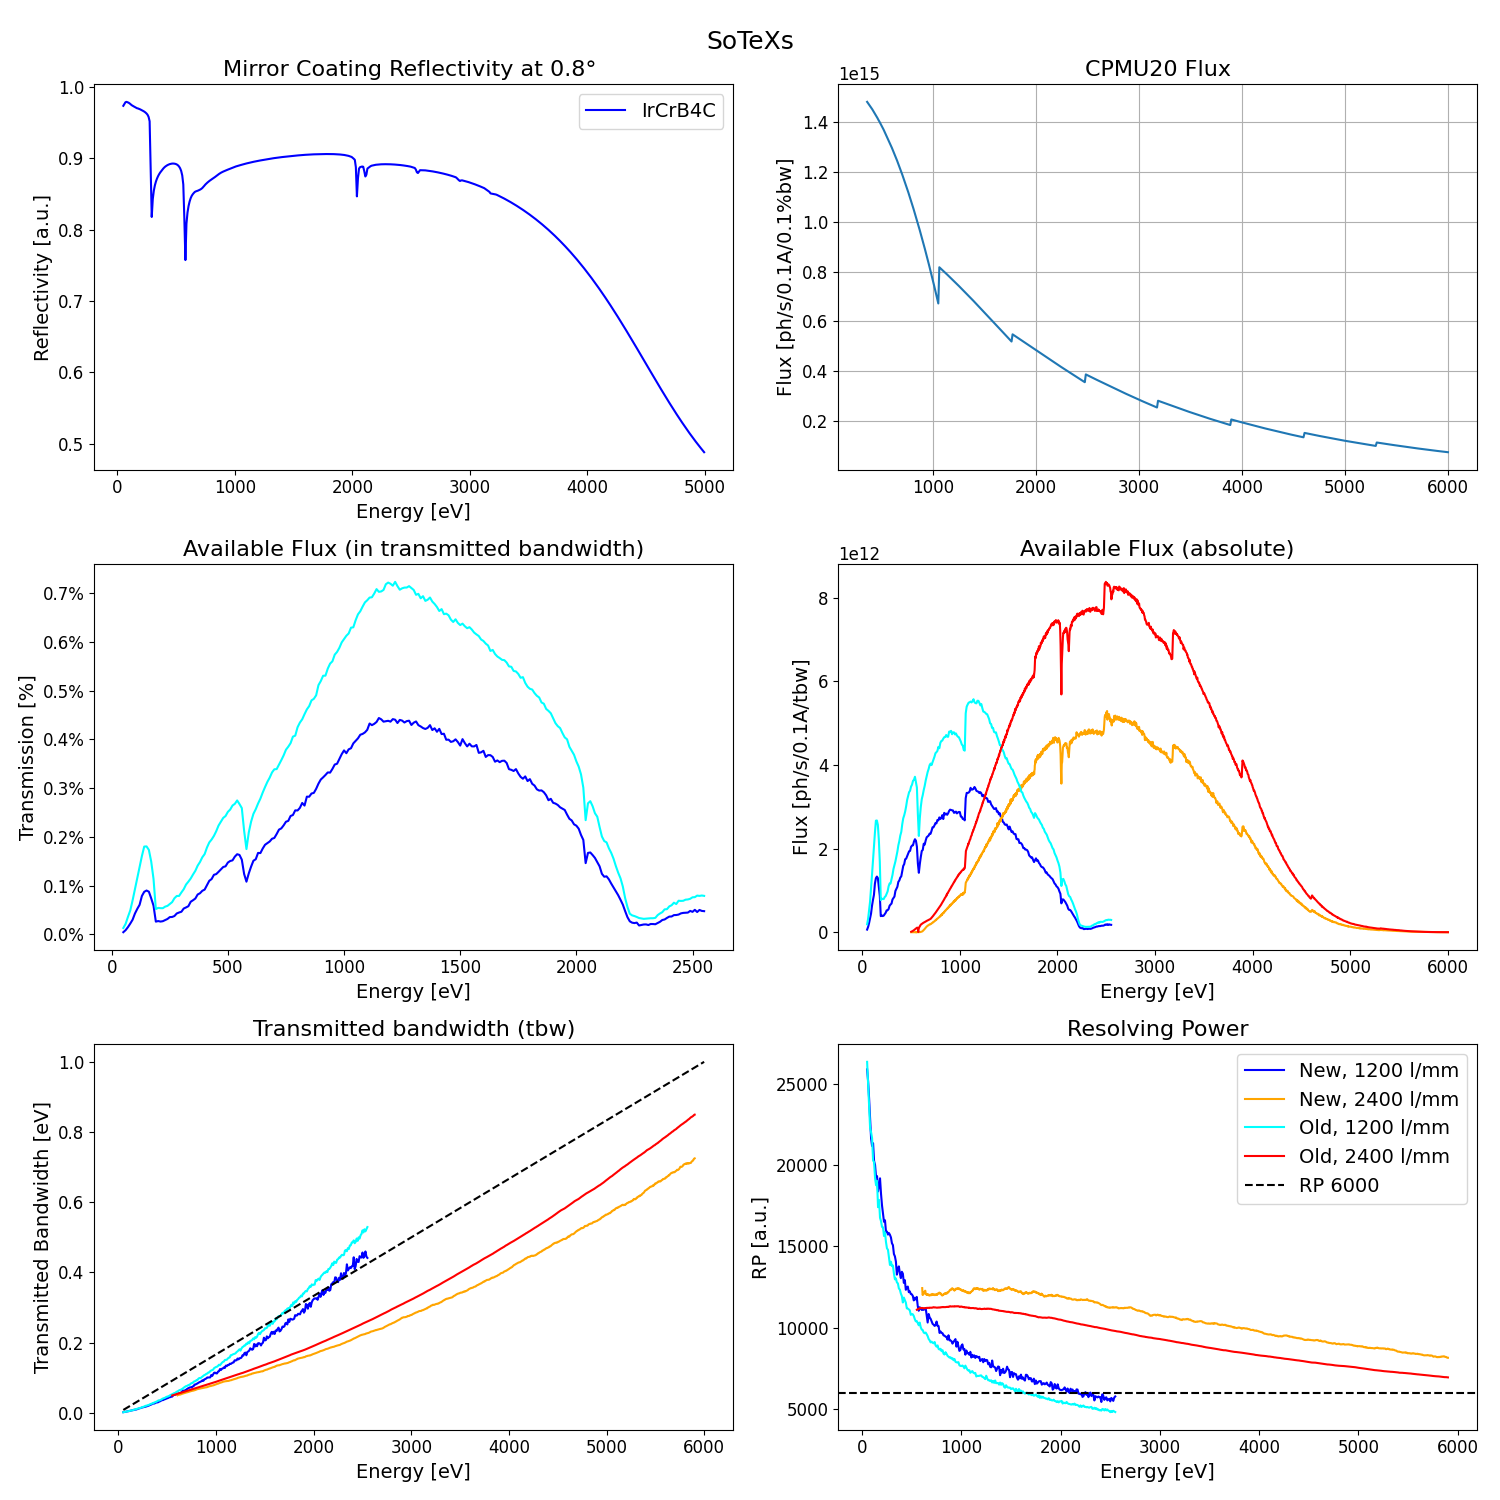 SoTeXs
Mirror Coating Reflectivity at 0.8°
Reflectivity [a.u.]
1.0
0.9
0.8
0.7
0.6
0.5
IrCrB4C
0 1000 2000 3000 4000 5000
Energy [eV]
CPMU20 Flux
1e15
Flux [ph/s/0.1A/0.1%bw]
1.4
1.2
1.0
0.8
0.6
0.4
0.2
1000 2000 3000 4000 5000 6000
Available Flux (in transmitted bandwidth)
Transmission [%]
0.7%
0.6%
0.5%
0.4%
0.3%
0.2%
0.1%
0.0%
0 500 1000 1500 2000 2500
Energy [eV]
Available Flux (absolute)
1e12
Flux [ph/s/0.1A/tbw]
8
6
4
2
0
0 1000 2000 3000 4000 5000 6000
Energy [eV]
Transmitted bandwidth (tbw)
Transmitted Bandwidth [eV]
1.0
0.8
0.6
0.4
0.2
0.0
0 1000 2000 3000 4000 5000 6000
Energy [eV]
Resolving Power
RP [a.u.]
25000
20000
15000
10000
5000
New, 1200 l/mm
New, 2400 l/mm
Old, 1200 l/mm
Old, 2400 l/mm
RP 6000
0 1000 2000 3000 4000 5000 6000
Energy [eV]